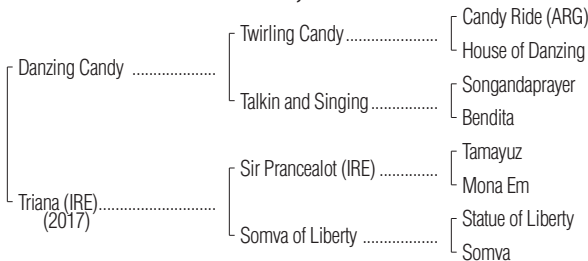 Candy Ride (ARG)
Twirling Candy....................
House of Danzing
Danzing Candy .....................
Songandaprayer
Talkin and Singing................
Bendita
Tamayuz
Sir Prancealot (IRE) ..............
Mona Em
Triana (IRE).............................
(2017)
Statue of Liberty
Somva of Liberty ..................
Somva